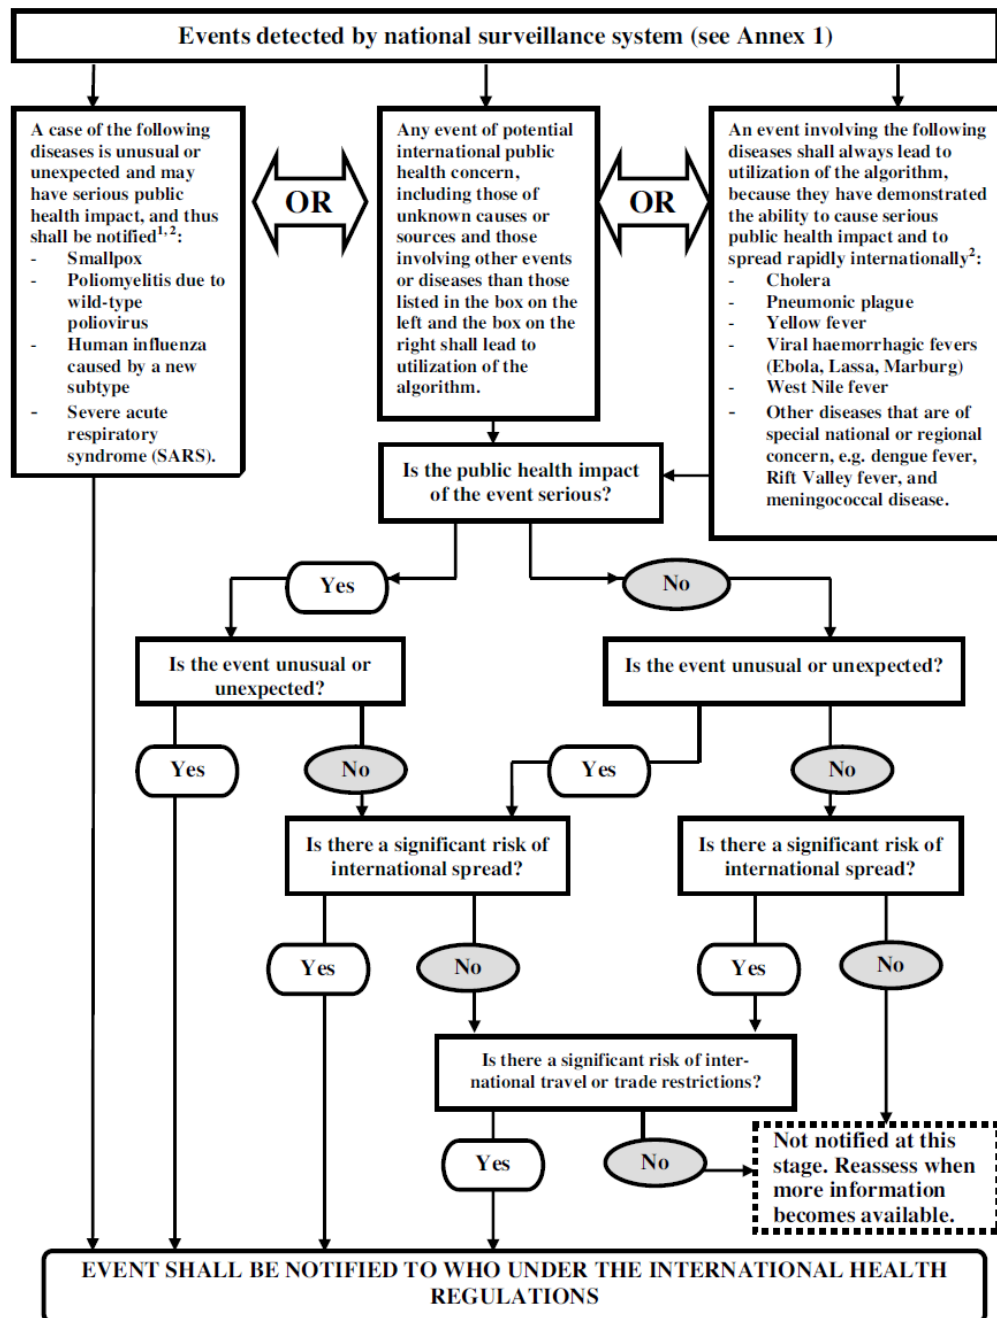 Events detected by national surveillance system (see Annex 1)
A case of the following
diseases is unusual or
unexpected and may
have serious public
health impact, and thus
shall be notified1, 2:
- Smallpox
- Poliomyelitis due to
wild-type
poliovirus
- Human influenza
caused by a new
subtype
- Severe acute
respiratory
syndrome (SARS).
OR
Any event of potential
international public
health concern,
including those of
unknown causes or
sources and those
involving other events
or diseases than those
listed in the box on the
left and the box on the
right shall lead to
utilization of the
algorithm.
OR
An event involving the following
diseases shall always lead to
utilization of the algorithm,
because they have demonstrated
the ability to cause serious
public health impact and to
spread rapidly internationally2:
- Cholera
- Pneumonic plague
- Yellow fever
- Viral haemorrhagic fevers
(Ebola, Lassa, Marburg)
- West Nile fever
- Other diseases that are of
special national or regional
concern, e.g. dengue fever,
Rift Valley fever, and
meningococcal disease.
Is the public health impact
of the event serious?
Yes
No
Is the event unusual or
unexpected?
Is the event unusual or unexpected?
Yes
No
Yes
No
Is there a significant risk of
international spread?
Is there a significant risk of
international spread?
Yes
No
Yes
No
Is there a significant risk of inter-
national travel or trade restrictions?
Yes
No
Not notified at this
stage. Reassess when
more information
becomes available.
EVENT SHALL BE NOTIFIED TO WHO UNDER THE INTERNATIONAL HEALTH
REGULATIONS